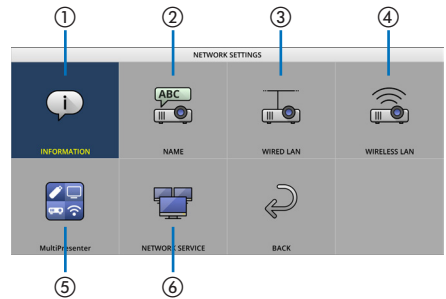 ① ② ③ ④
NETWORK SETTINGS
i ABC
INFORMATION NAME WIRED LAN WIRELESS LAN
MultiPresenter NETWORK SERVICE BACK
⑤ ⑥